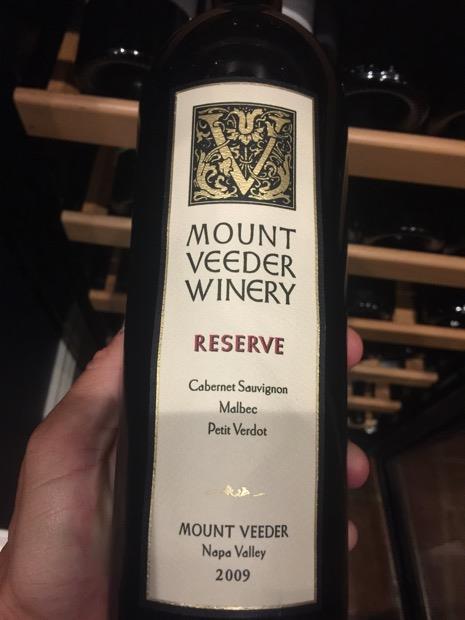 V
MOUNT
VEEDER
WINERY
RESERVE
Cabernet Sauvignon
Malbec
Petit Verdot
MOUNT VEEDER
Napa Valley
2009